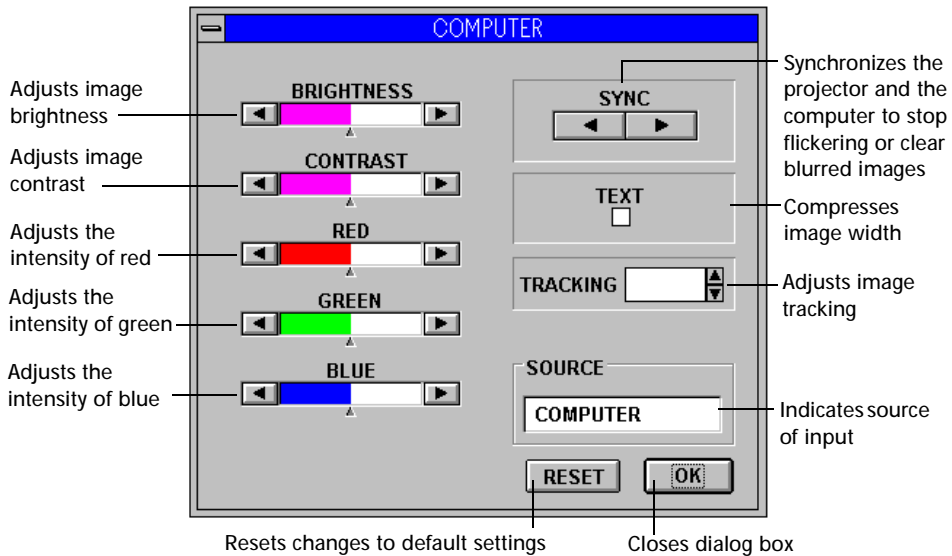 COMPUTER
Adjusts image
brightness
BRIGHTNESS
Adjusts image
contrast
CONTRAST
Adjusts the
intensity of red
RED
Adjusts the
intensity of green
GREEN
Adjusts the
intensity of blue
BLUE
SYNC
Synchronizes the
projector and the
computer to stop
flickering or clear
blurred images
TEXT
Compresses
image width
TRACKING
Adjusts image
tracking
SOURCE
COMPUTER
Indicates source
of input
RESET
OK
Resets changes to default settings
Closes dialog box